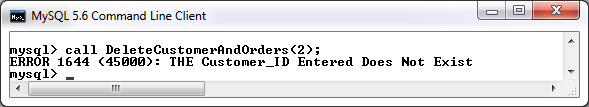 MySQL 5.6 Command Line Client
mysql> call DeleteCustomerAndOrders(2);
ERROR 1644 (45000): THE Customer_ID Entered Does Not Exist
mysql> _